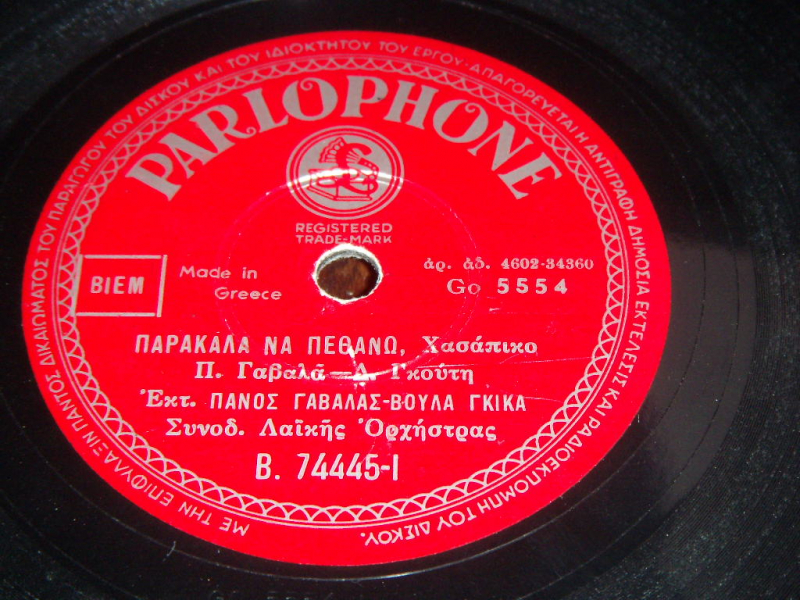 ΜΕ ΤΗΝ ΕΠΙΦΥΛΑΞΙΝ ΠΑΝΤΟΣ ΔΙΚΑΙΩΜΑΤΟΣ ΤΟΥ ΠΑΡΑΓΩΓΟΥ ΤΟΥ ΔΙΣΚΟΥ ΚΑΙ ΤΟΥ ΙΔΙΟΚΤΗΤΟΥ ΤΟΥ ΕΡΓΟΥ·ΑΠΑΓΟΡΕΥΕΤΑΙ Η ΑΝΤΙΓΡΑΦΗ ΔΗΜΟΣΙΑ ΕΚΤΕΛΕΣΙΣ ΚΑΙ ΡΑΔΙΟΕΚΠΟΜΠΗ ΤΟΥ ΔΙΣΚΟΥ.
PARLOPHONE
REGISTERED
TRADE-MARK
BIEM
Made in
Greece
ἀρ. ἀδ. 4602-34360
Go 5554
ΠΑΡΑΚΑΛΑ ΝΑ ΠΕΘΑΝΩ, Χασάπικο
Π. Γαβαλᾶ—Δ. Γκούτη
Ἐκτ. ΠΑΝΟΣ ΓΑΒΑΛΑΣ-ΒΟΥΛΑ ΓΚΙΚΑ
Συνοδ. Λαϊκῆς Ὀρχήστρας
B. 74445-I